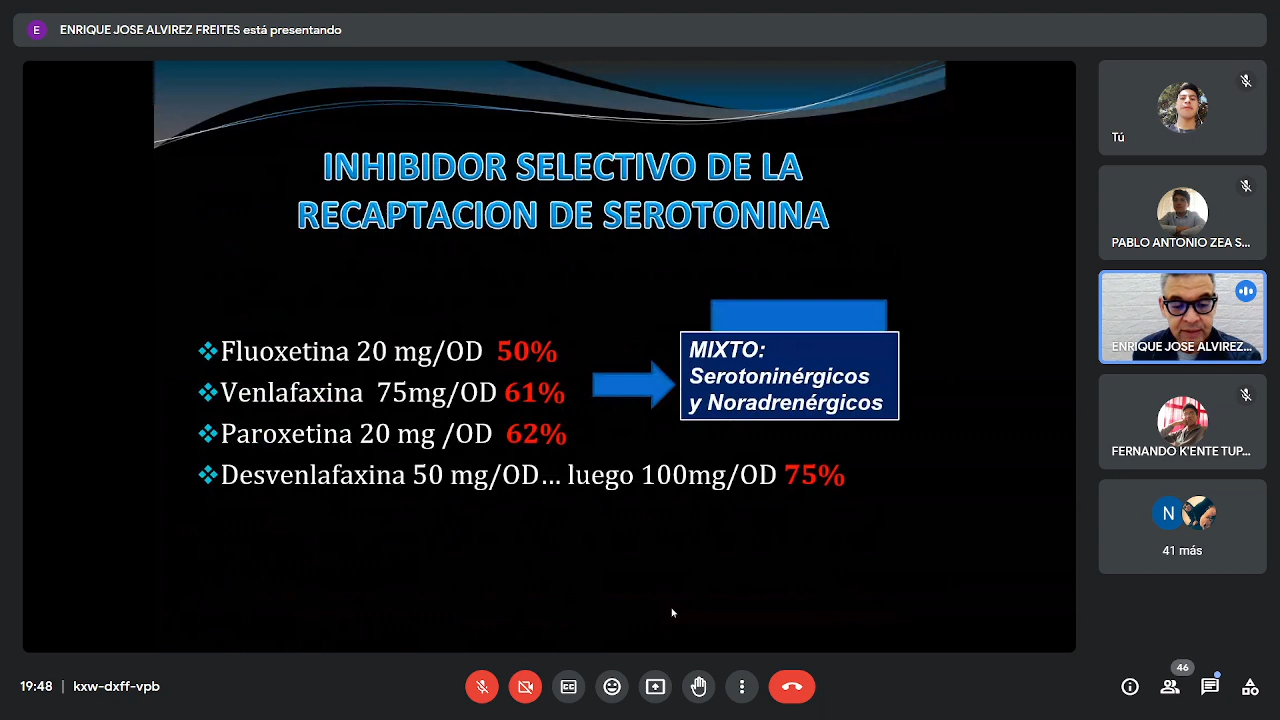 E
ENRIQUE JOSE ALVIREZ FREITES está presentando
INHIBIDOR SELECTIVO DE LA
RECAPTACION DE SEROTONINA
Fluoxetina 20 mg/OD 50%
Venlafaxina 75mg/OD 61%
Paroxetina 20 mg /OD 62%
Desvenlafaxina 50 mg/OD... luego 100mg/OD 75%
MIXTO:
Serotoninérgicos
y Noradrenérgicos
Tú
PABLO ANTONIO ZEA S...
ENRIQUE JOSE ALVIREZ...
FERNANDO K'ENTE TUP...
N
41 más
19:48 | kxw-dxff-vpb
46